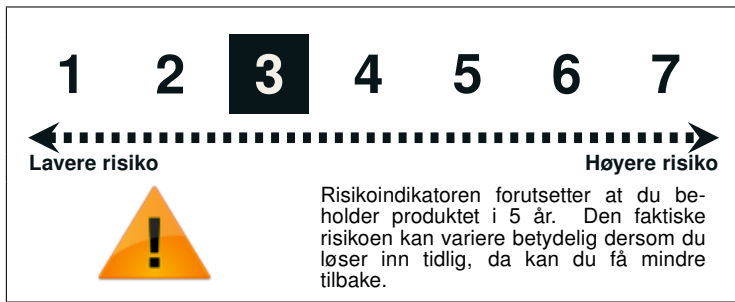 1 2 3 4 5 6 7
Lavere risiko Høyere risiko
Risikoindikatoren forutsetter at du be-
holder produktet i 5 år. Den faktiske
risikoen kan variere betydelig dersom du
løser inn tidlig, da kan du få mindre
tilbake.